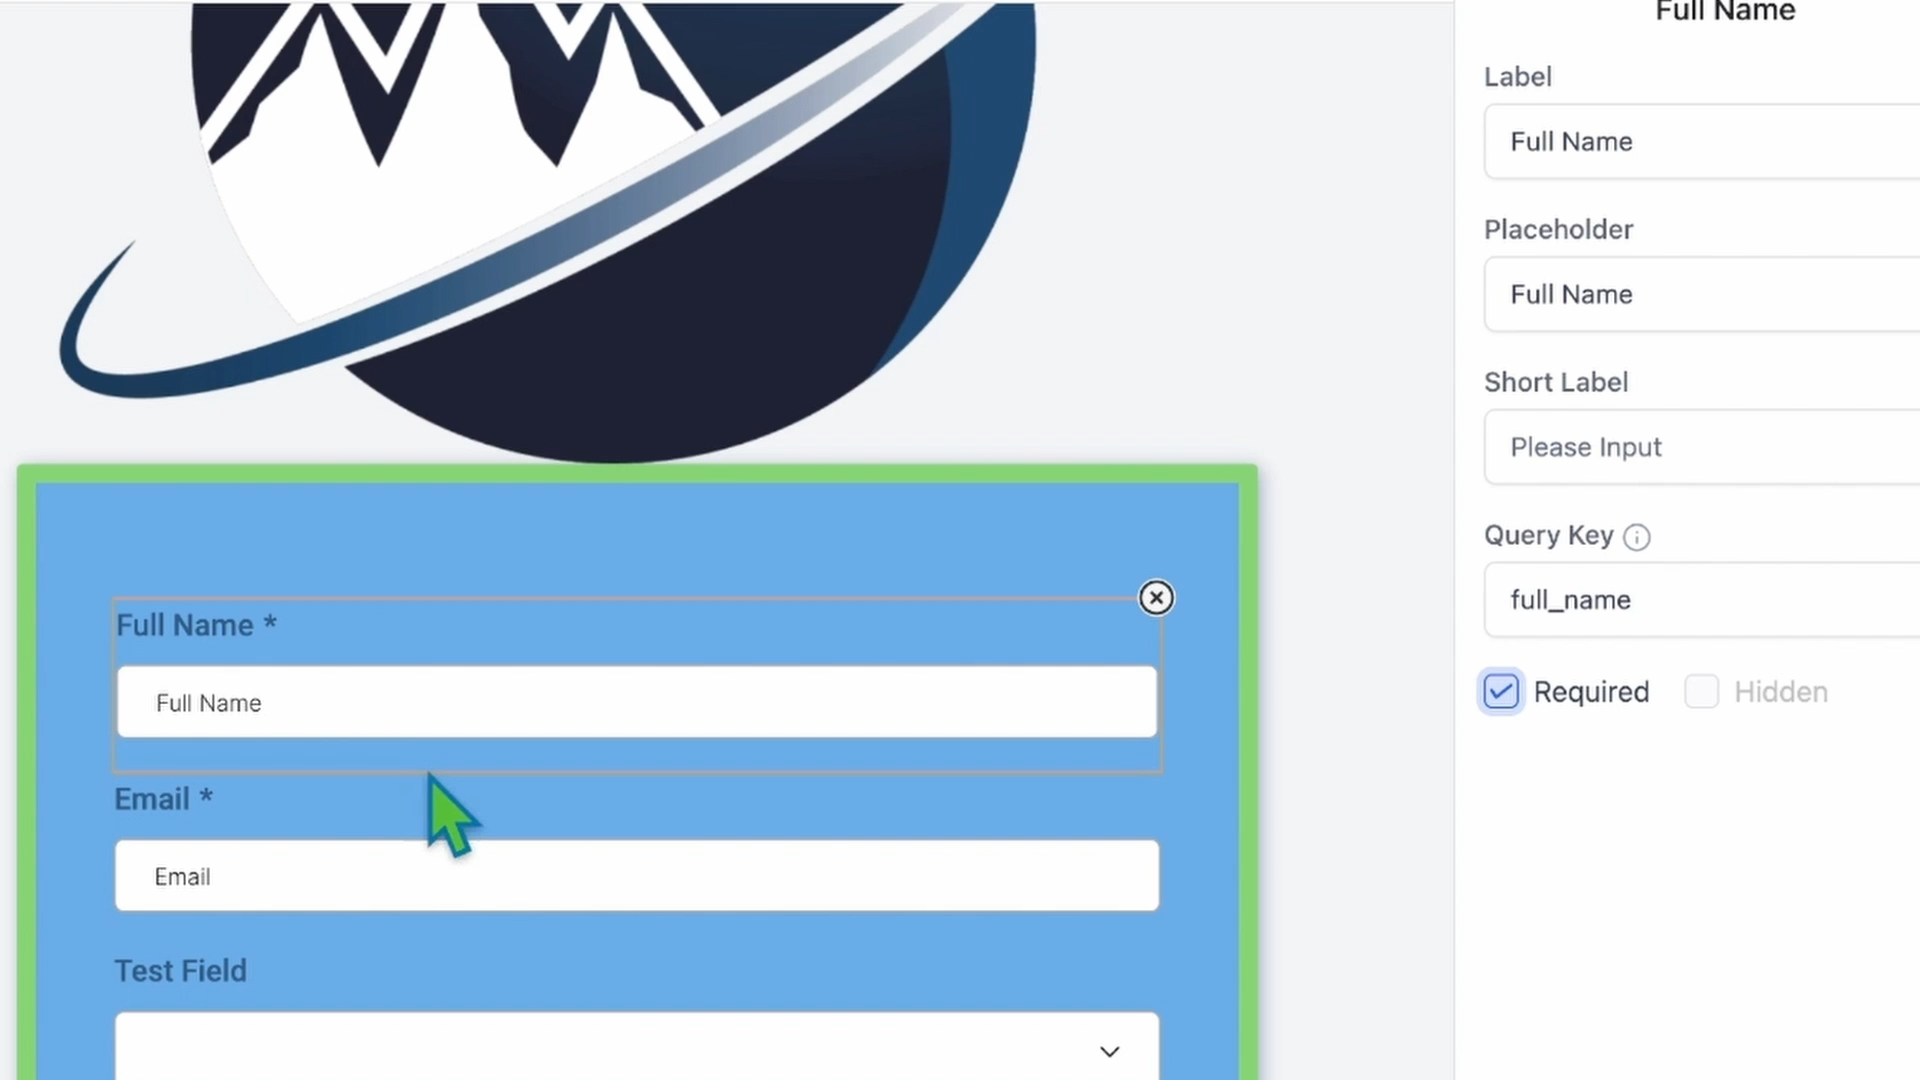 Full Name
Label
Full Name
Placeholder
Full Name
Short Label
Please Input
Query Key
full_name
Required
Hidden
Full Name *
Full Name
Email *
Email
Test Field